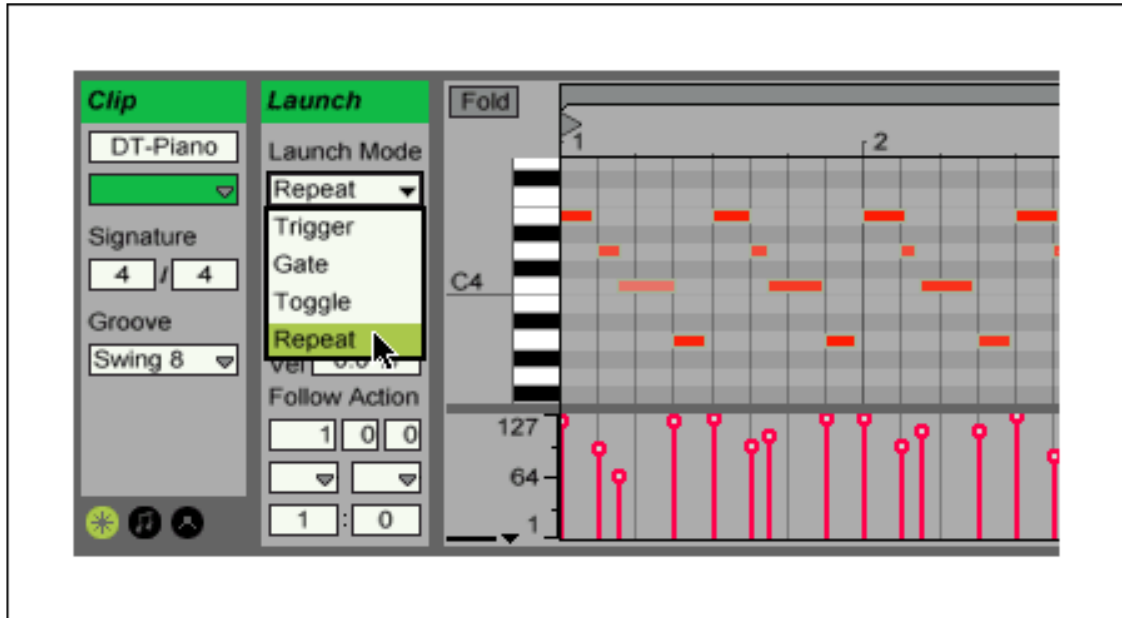 Clip
DT-Piano
Signature
4 / 4
Groove
Swing 8
Launch
Launch Mode
Repeat
Trigger
Gate
Toggle
Repeat
Vel
Follow Action
1 0 0
1 : 0
Fold
1 2
C4
127
64
1